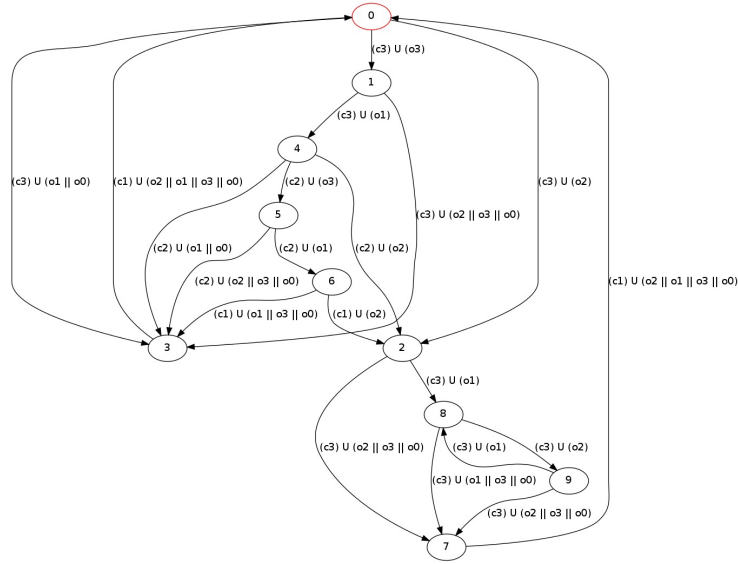 0
(c3) U (o3)
1
(c3) U (o1)
4
(c3) U (o1 || o0)
(c1) U (o2 || o1 || o3 || o0)
(c2) U (o3)
(c3) U (o2)
5
(c3) U (o2 || o3 || o0)
(c2) U (o1 || o0)
(c2) U (o1)
(c2) U (o2)
(c2) U (o2 || o3 || o0)
6
(c1) U (o2 || o1 || o3 || o0)
(c1) U (o1 || o3 || o0)
(c1) U (o2)
3
2
(c3) U (o1)
8
(c3) U (o2 || o3 || o0)
(c3) U (o1)
(c3) U (o2)
(c3) U (o1 || o3 || o0)
9
(c3) U (o2 || o3 || o0)
7